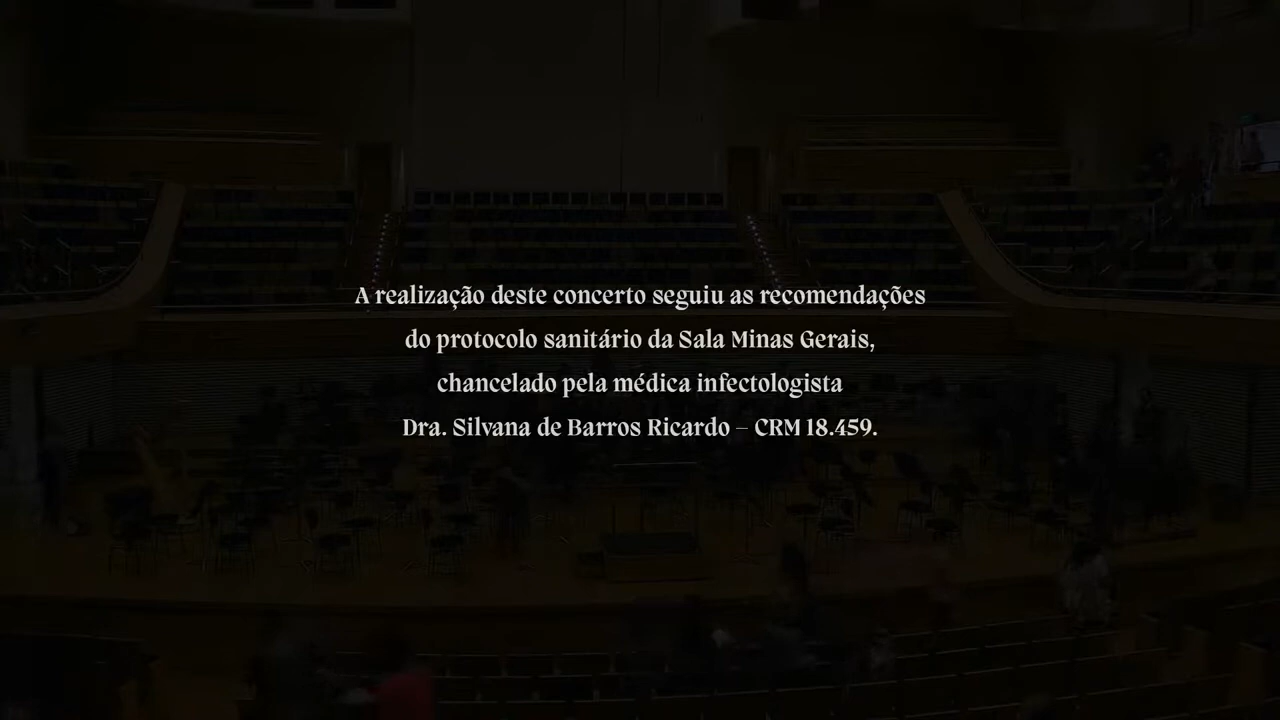 A realização deste concerto seguiu as recomendações
do protocolo sanitário da Sala Minas Gerais,
chancelado pela médica infectologista
Dra. Silvana de Barros Ricardo – CRM 18.459.